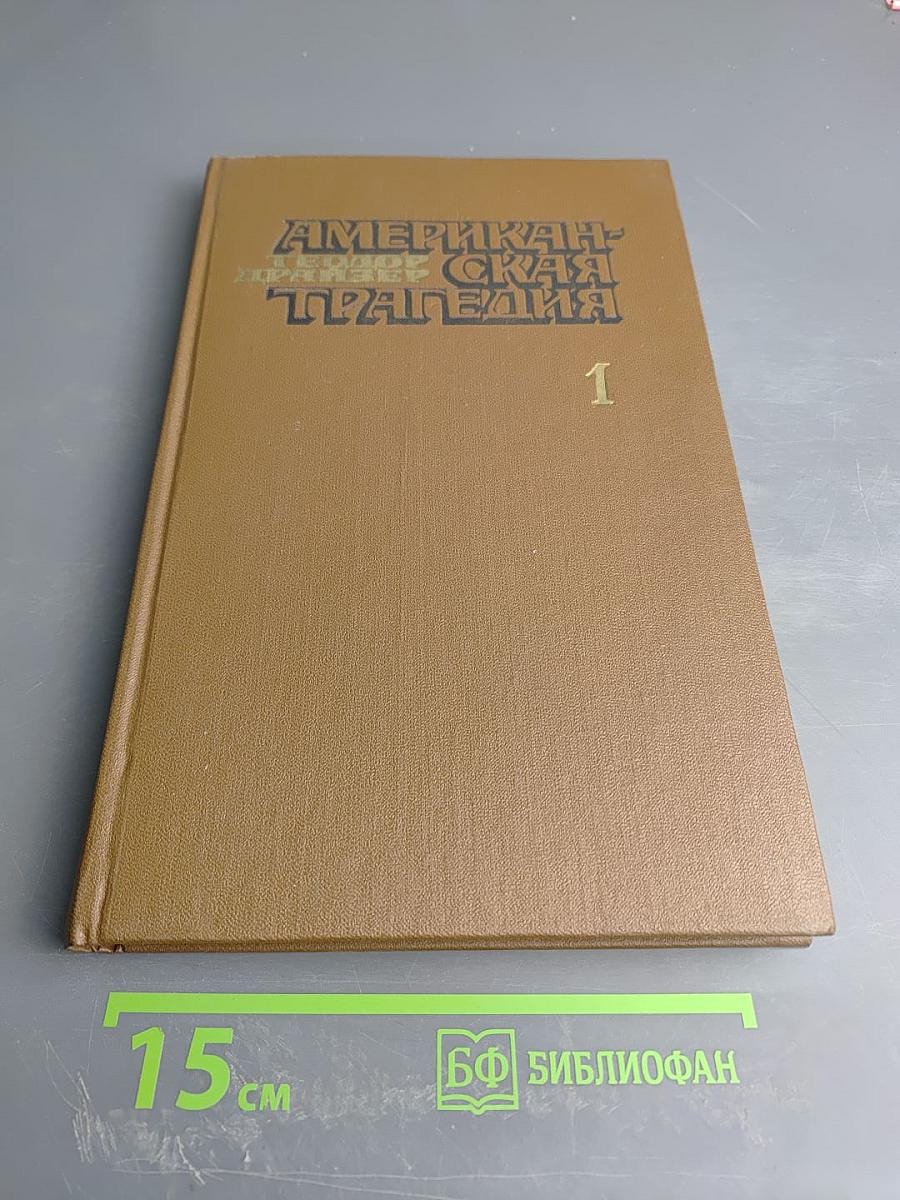 АМЕРИКАН-
ТЕОДОР
ДРАЙЗЕР
СКАЯ
ТРАГЕДИЯ
1
15 см
БФ БИБЛИОФАН